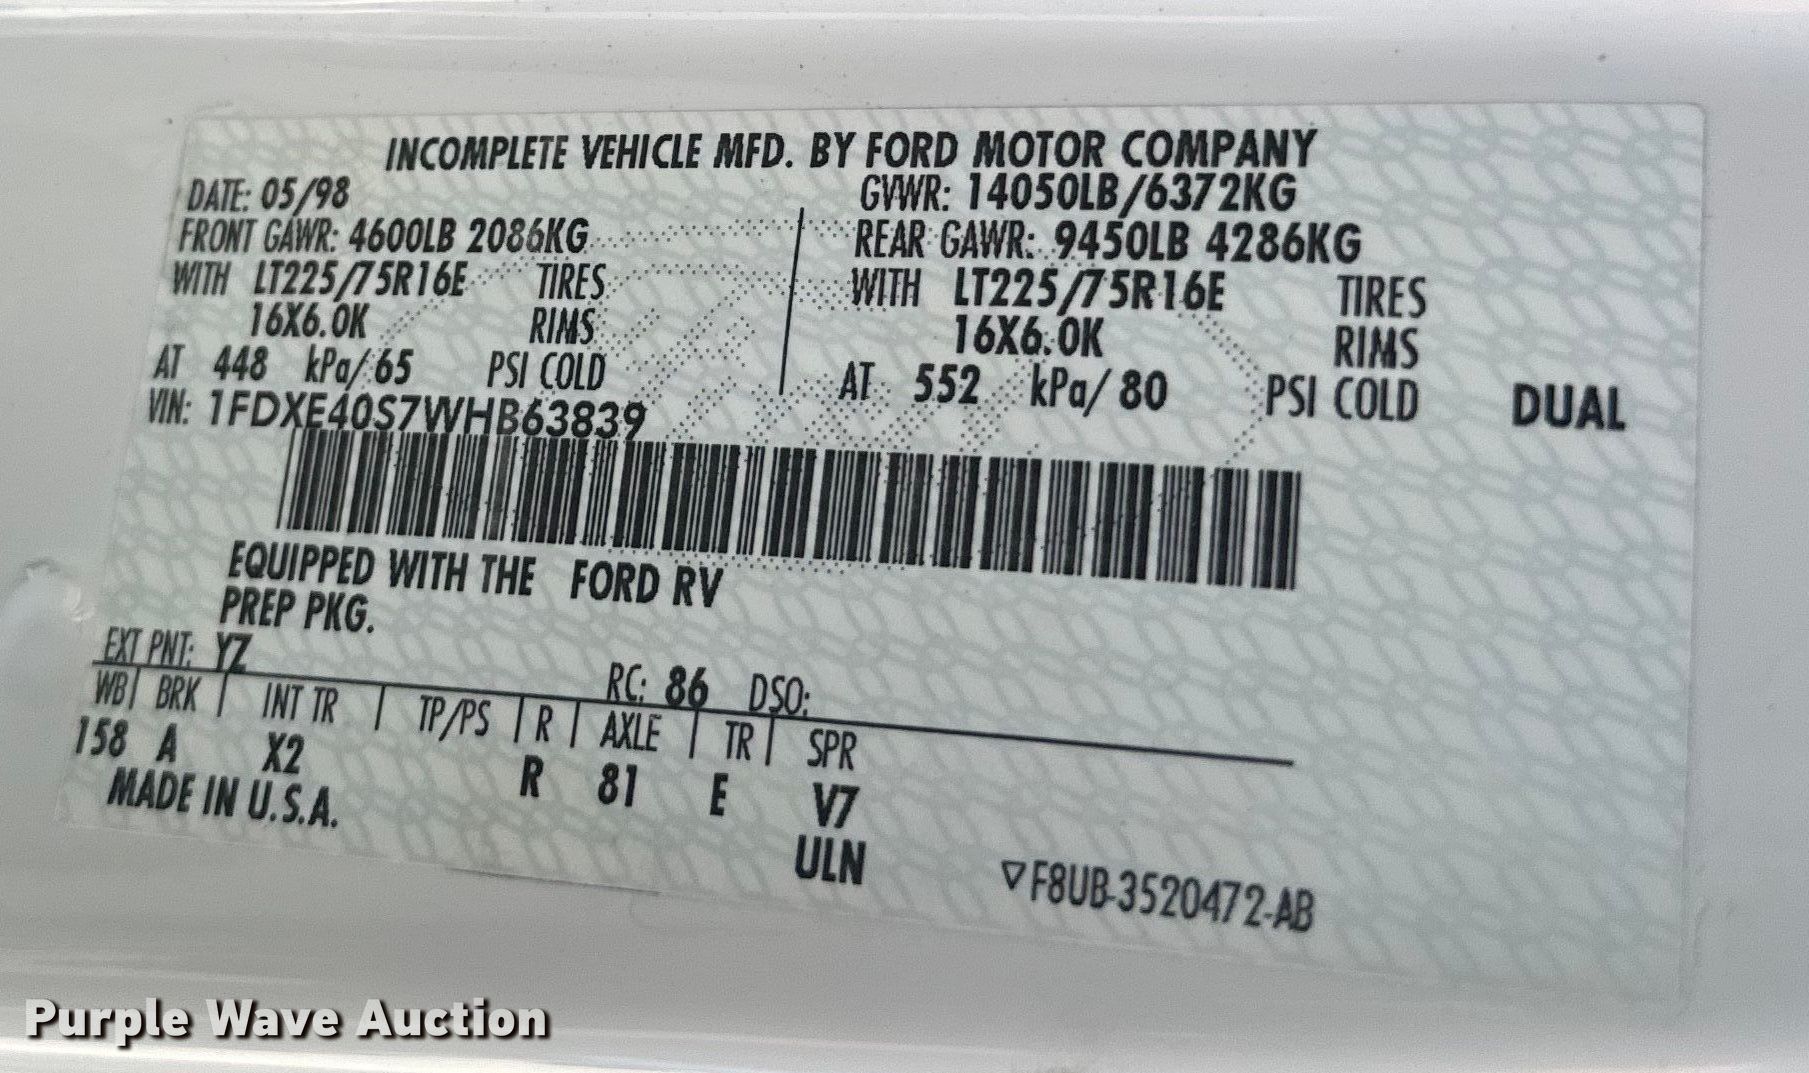 INCOMPLETE VEHICLE MFD. BY FORD MOTOR COMPANY
DATE: 05/98 GVWR: 14050LB/6372KG
FRONT GAWR: 4600LB 2086KG REAR GAWR: 9450LB 4286KG
WITH LT225/75R16E TIRES WITH LT225/75R16E TIRES
16X6.0K RIMS 16X6.0K RIMS
AT 448 kPa/65 PSI COLD AT 552 kPa/80 PSI COLD DUAL
VIN: 1FDXE40S7WHB63839
EQUIPPED WITH THE FORD RV
PREP PKG.
EXT PNT: YZ RC: 86 DSO:
WB BRK INT TR TP/PS R AXLE TR SPR
158 A X2 R 81 E V7
MADE IN U.S.A. ULN
▽F8UB-3520472-AB
Purple Wave Auction